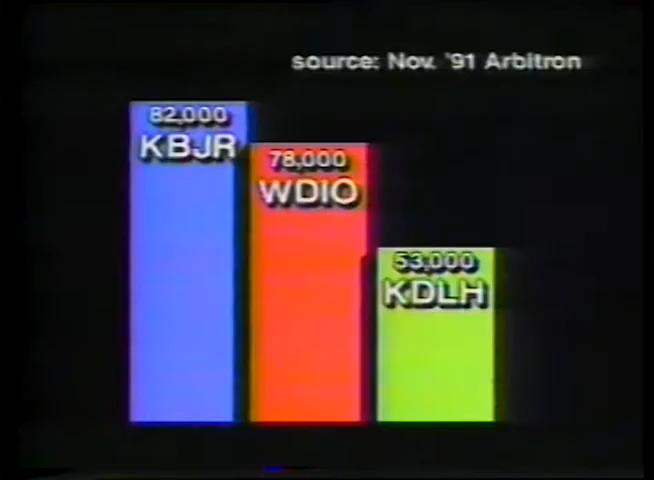 source: Nov. '91 Arbitron
82,000
KBJR
78,000
WDIO
53,000
KDLH